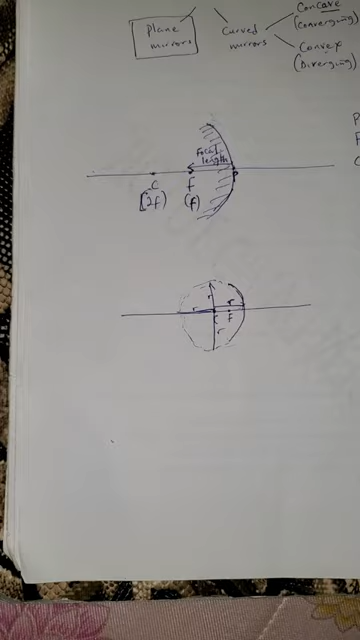 Concave
(Converging)
Plane
mirrors
Curved
mirrors
Convex
(Diverging)
Focal
length
P
C
F
[2f]
(f)
r
r
r
C
F
r
P
F
C